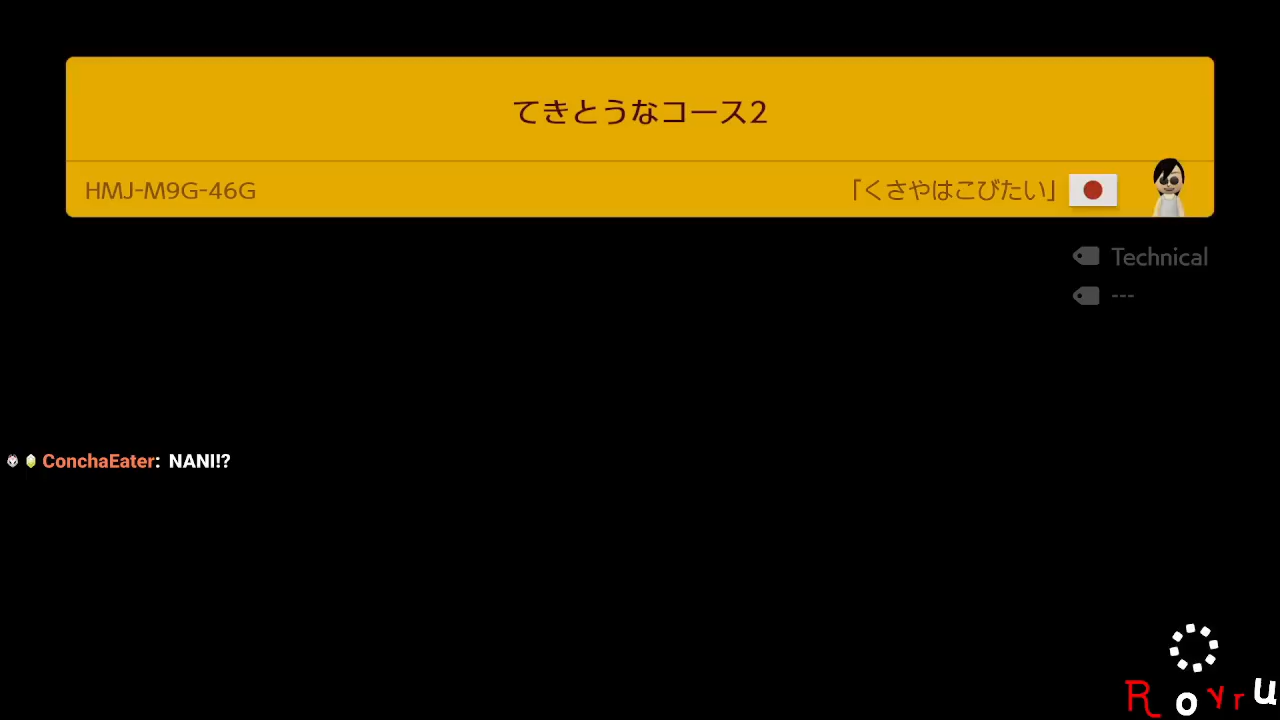 てきとうなコース2
HMJ-M9G-46G
「くさやはこびたい」
Technical
---
ConchaEater: NANI!?
Royru